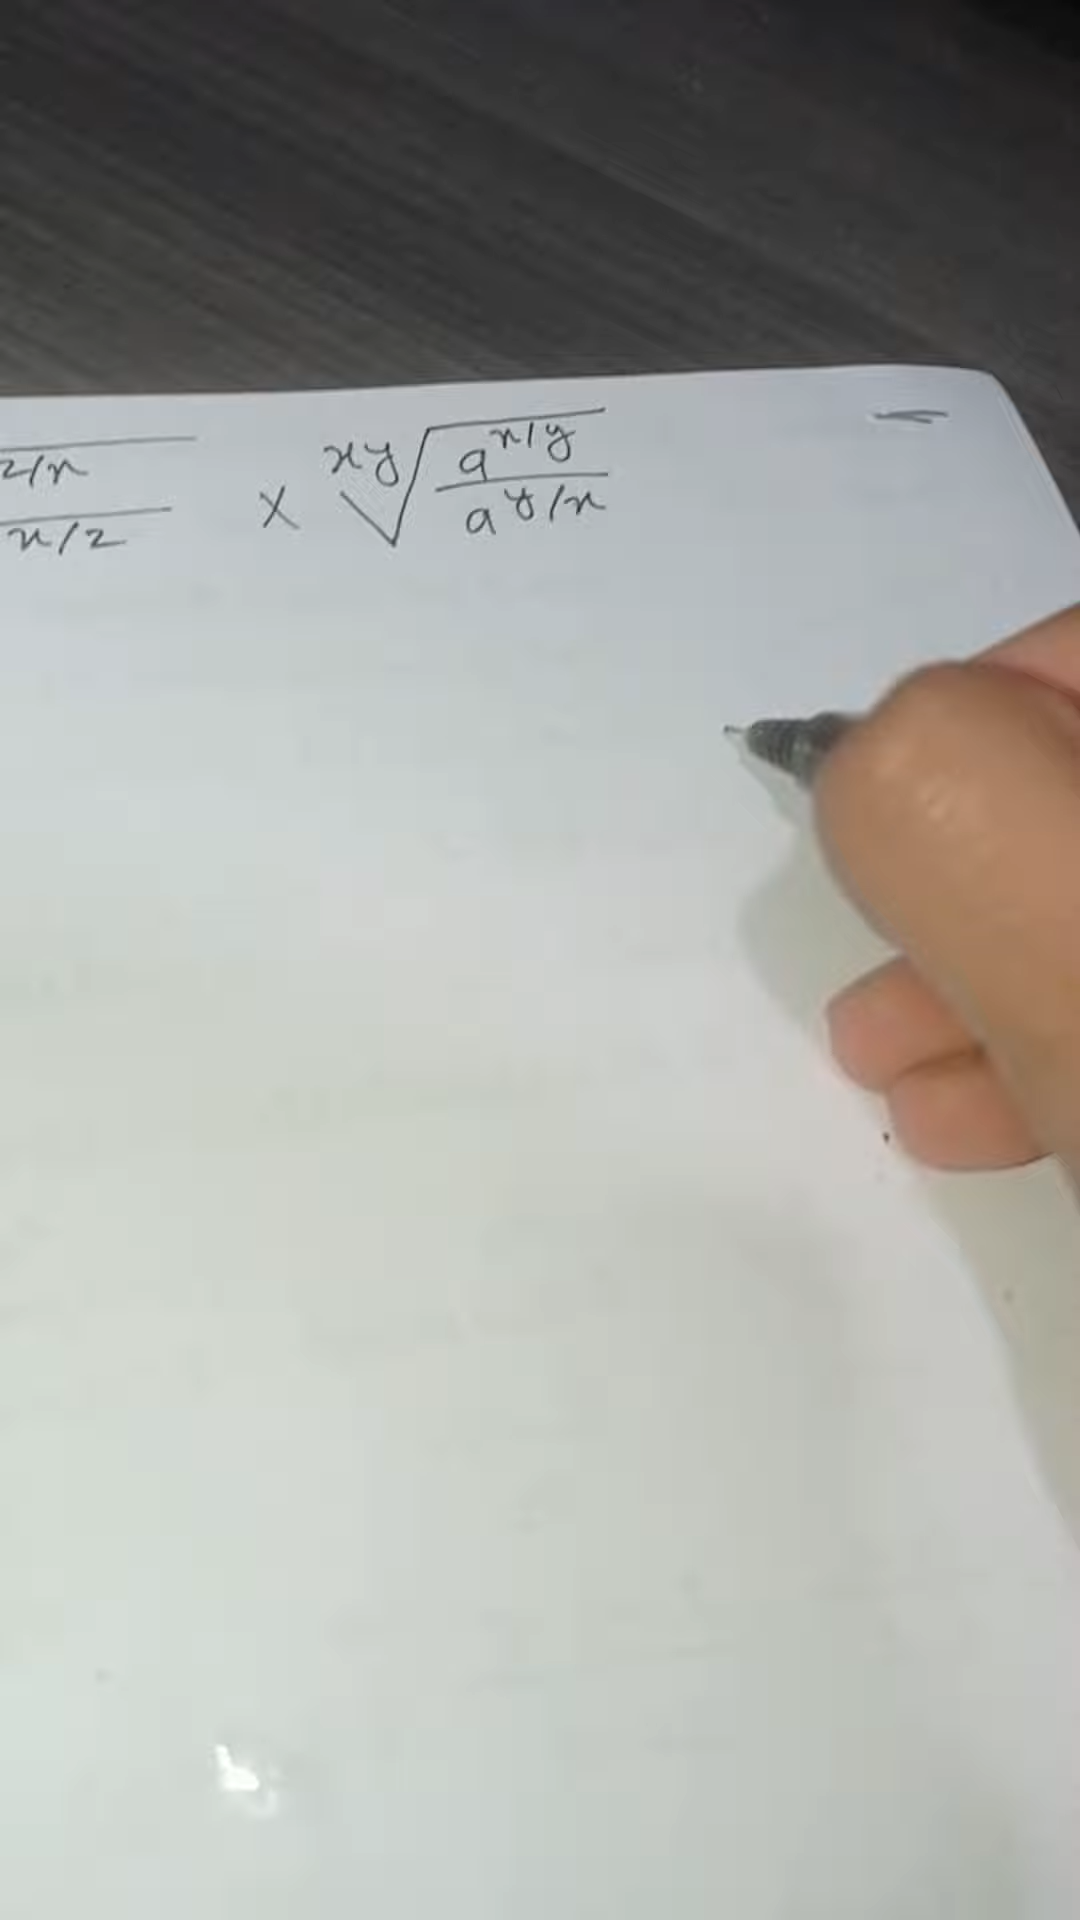 z/x / x/z × xy√(a^x/y / a^y/x)